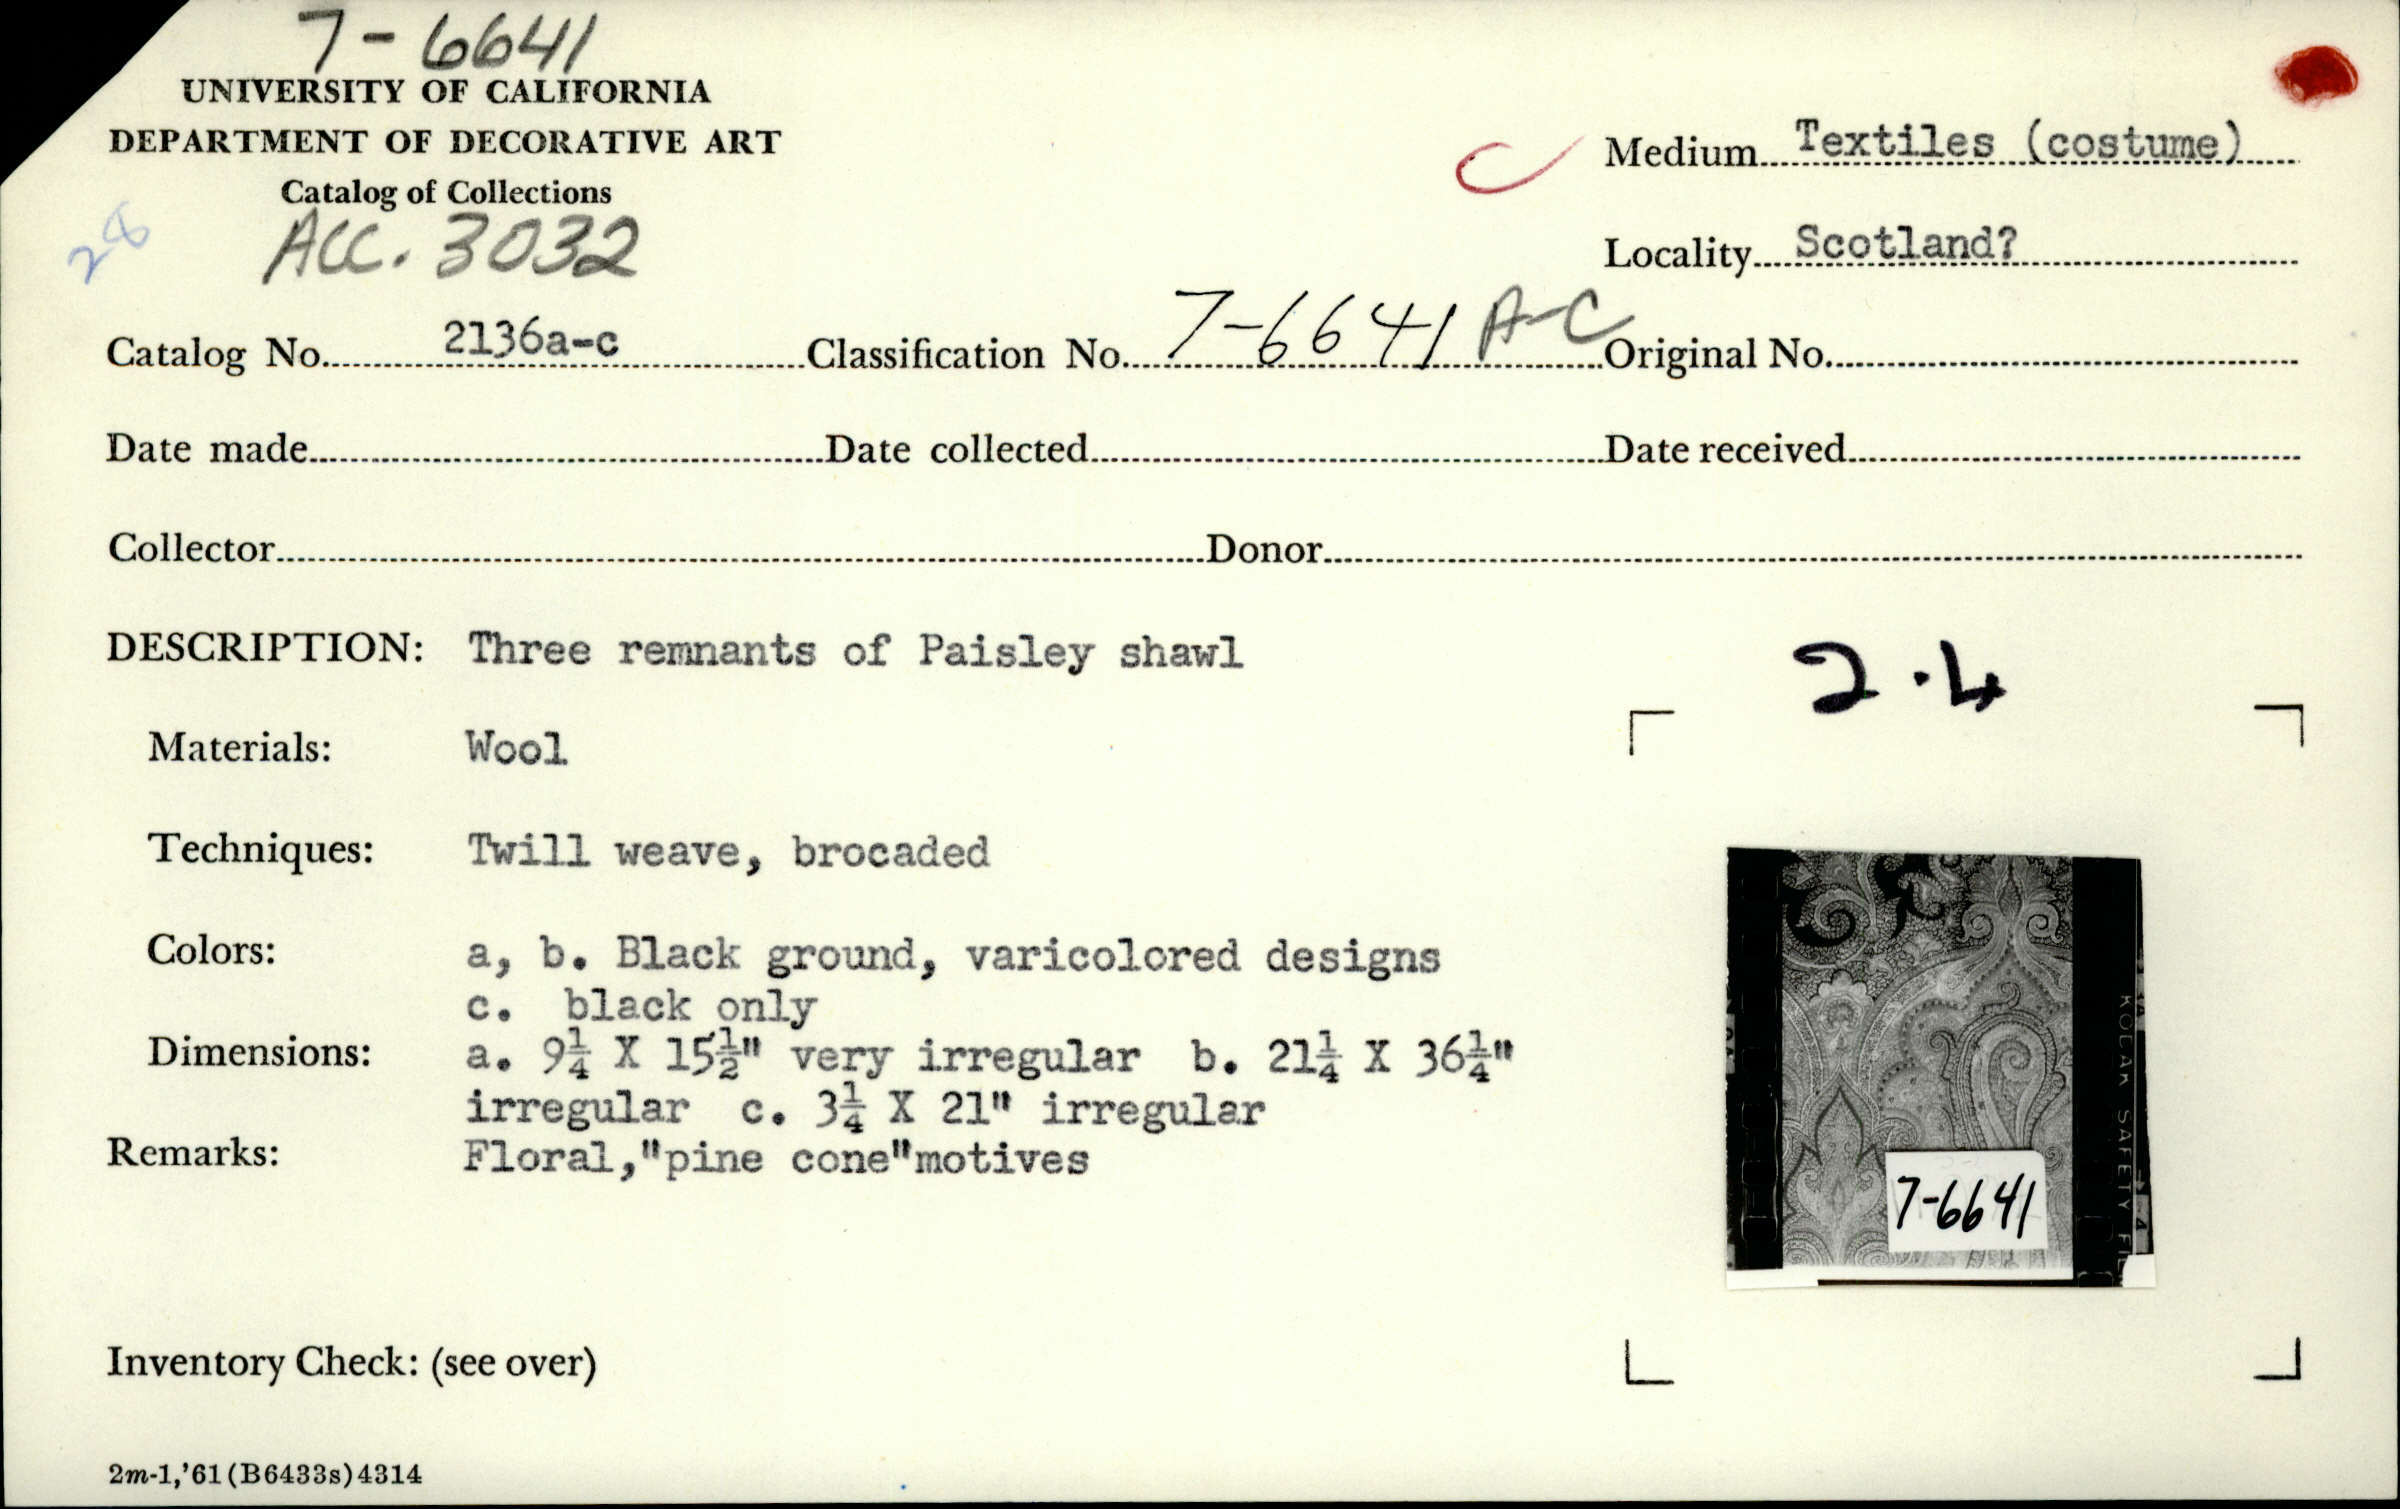 7-6641
UNIVERSITY OF CALIFORNIA
DEPARTMENT OF DECORATIVE ART
Catalog of Collections
28
Acc. 3032
Medium Textiles (costume)
Locality Scotland?
Catalog No. 2136a-c Classification No. 7-6641 A-C Original No.
Date made Date collected Date received
Collector Donor
DESCRIPTION: Three remnants of Paisley shawl
2.4
Materials: Wool
Techniques: Twill weave, brocaded
Colors: a, b. Black ground, varicolored designs
c. black only
Dimensions: a. 9¼ X 15½" very irregular b. 21¼ X 36¼"
irregular c. 3¼ X 21" irregular
Remarks: Floral,"pine cone"motives
KODAK SAFETY FIL
7-6641
Inventory Check: (see over)
2m-1,'61(B6433s)4314